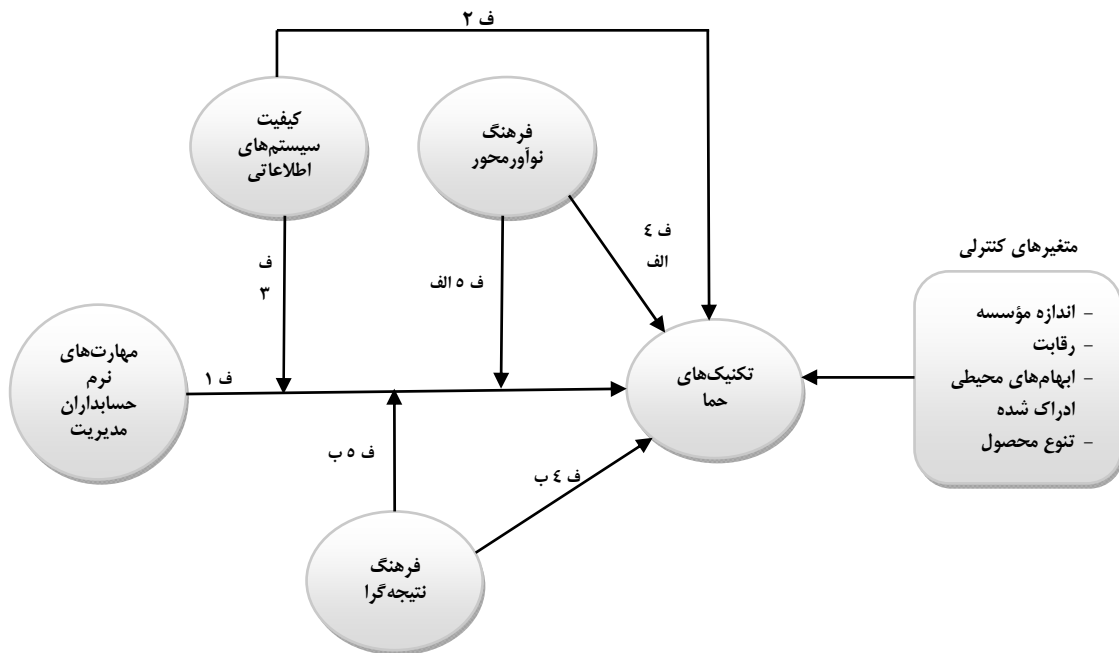 ف ۲
کیفیت
سیستم‌های
اطلاعاتی
فرهنگ
نوآورمحور
ف ٤
الف
ف ٥ الف
ف
۳
متغیرهای کنترلی
- اندازه مؤسسه
- رقابت
- ابهام‌های محیطی
ادراک شده
- تنوع محصول
مهارت‌های
نرم
حسابداران
مدیریت
ف ۱
تکنیک‌های
حما
ف ٥ ب
ف ٤ ب
فرهنگ
نتیجه‌گرا